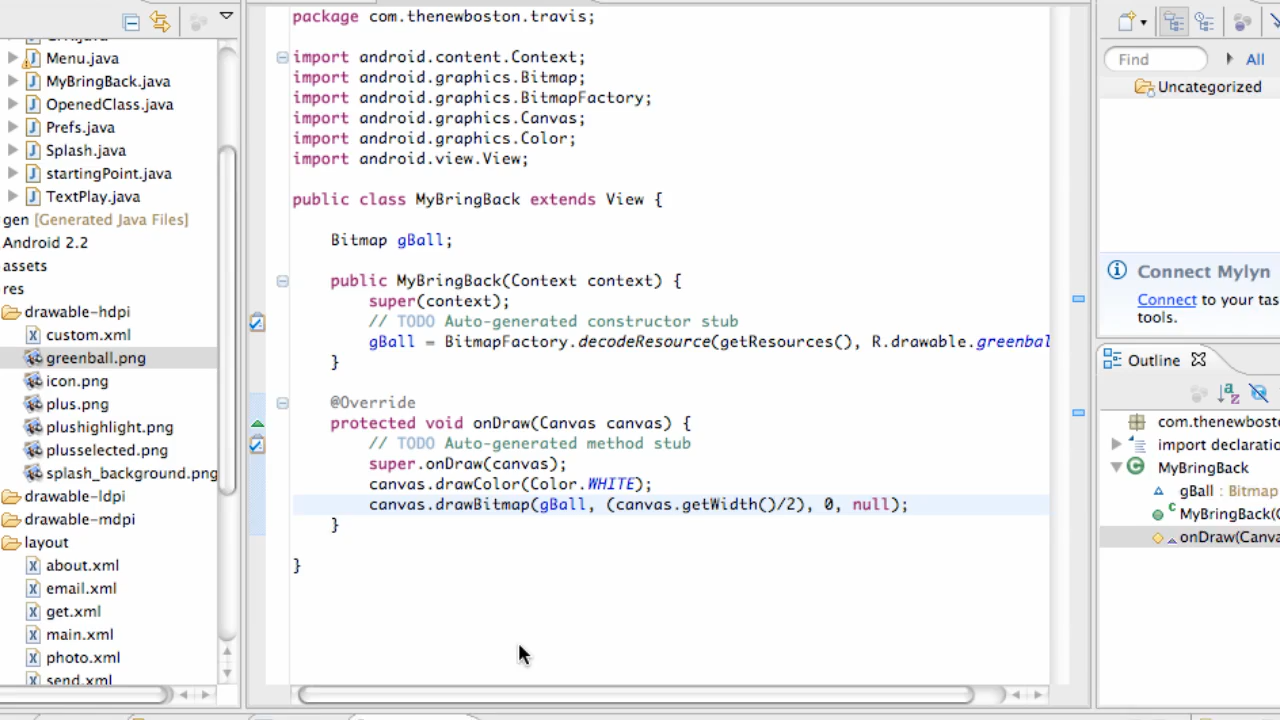 Menu.java
MyBringBack.java
OpenedClass.java
Prefs.java
Splash.java
startingPoint.java
TextPlay.java
gen [Generated Java Files]
Android 2.2
assets
res
drawable-hdpi
custom.xml
greenball.png
icon.png
plus.png
plushighlight.png
plusselected.png
splash_background.png
drawable-ldpi
drawable-mdpi
layout
about.xml
email.xml
get.xml
main.xml
photo.xml
send.xml
package com.thenewboston.travis;
import android.content.Context;
import android.graphics.Bitmap;
import android.graphics.BitmapFactory;
import android.graphics.Canvas;
import android.graphics.Color;
import android.view.View;
public class MyBringBack extends View {
Bitmap gBall;
public MyBringBack(Context context) {
super(context);
// TODO Auto-generated constructor stub
gBall = BitmapFactory.decodeResource(getResources(), R.drawable.greenbal
}
@Override
protected void onDraw(Canvas canvas) {
// TODO Auto-generated method stub
super.onDraw(canvas);
canvas.drawColor(Color.WHITE);
canvas.drawBitmap(gBall, (canvas.getWidth()/2), 0, null);
}
}
Find
All
Uncategorized
Connect Mylyn
Connect to your tas
tools.
Outline
com.thenewbost
import declaratio
MyBringBack
gBall : Bitmap
MyBringBack(C
onDraw(Canva